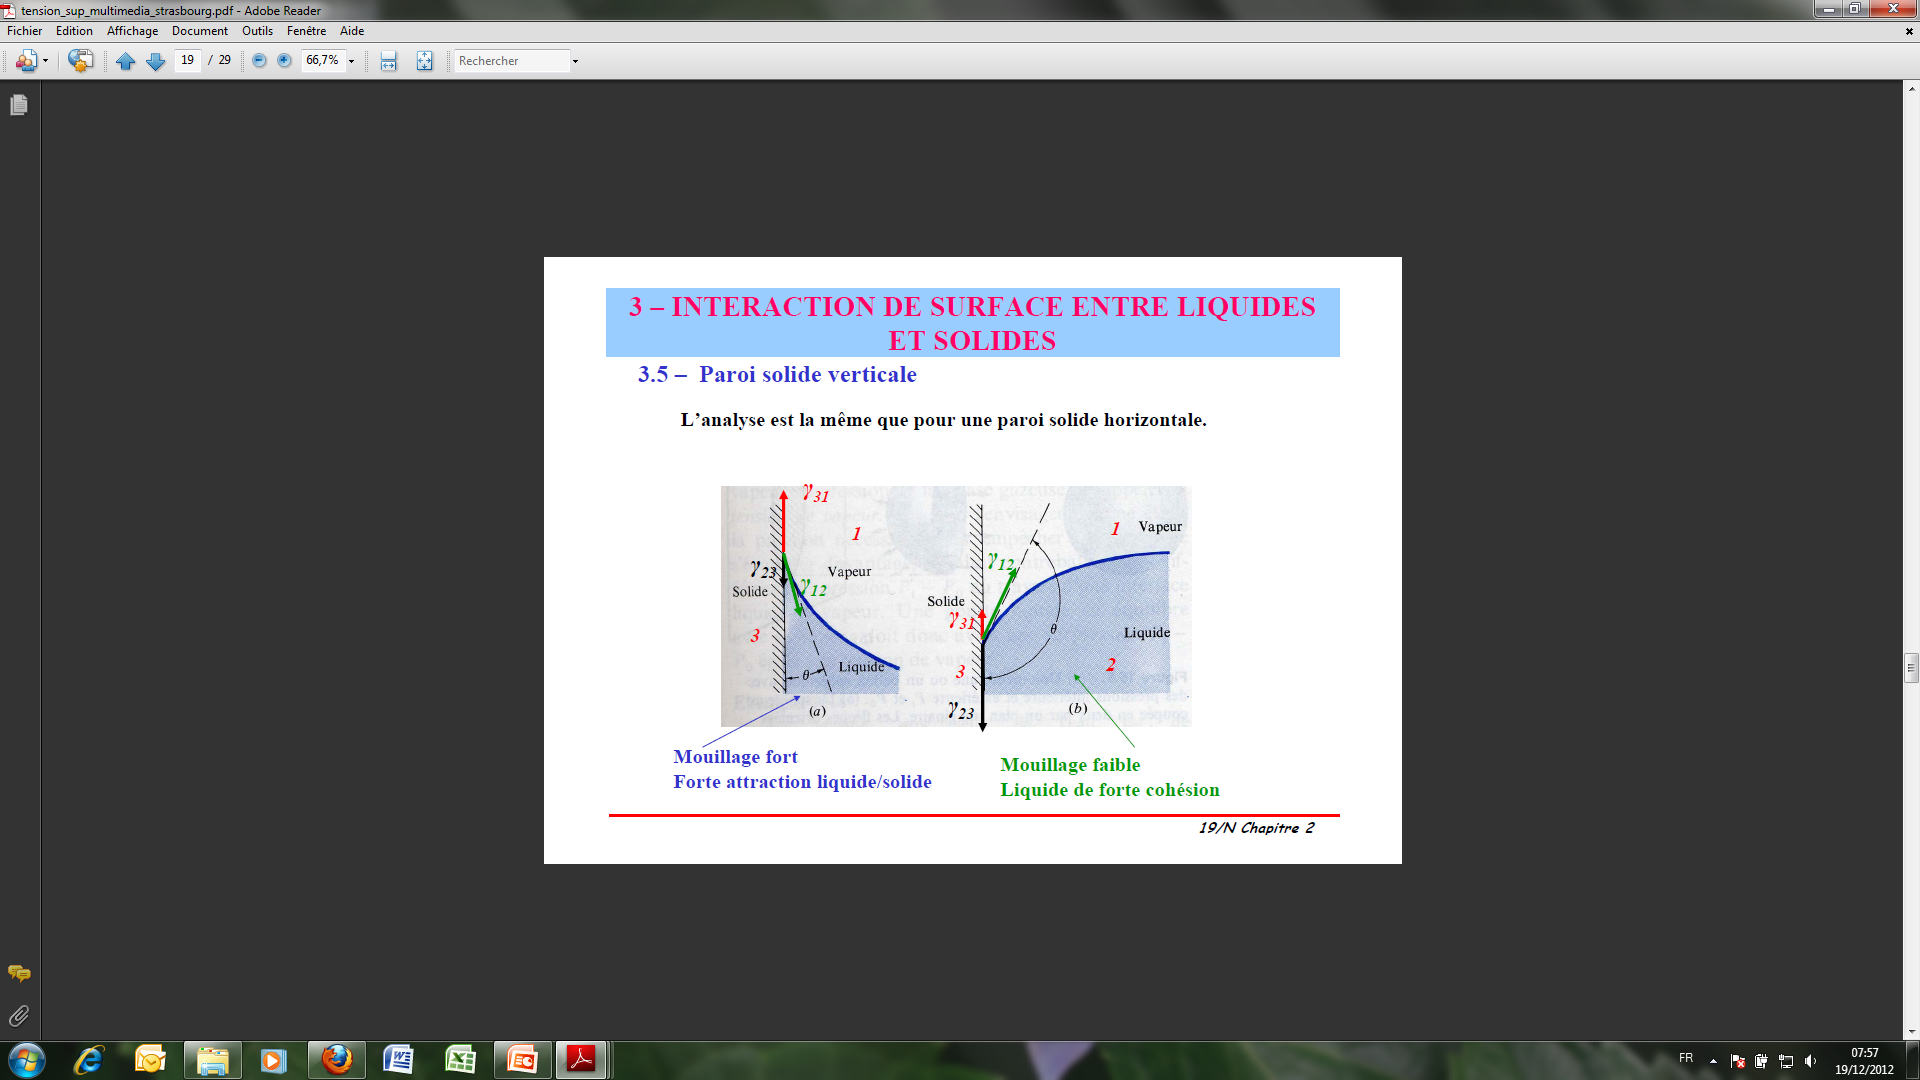 tension_sup_multimedia_strasbourg.pdf - Adobe Reader
Fichier Edition Affichage Document Outils Fenêtre Aide
19 / 29 66,7% Rechercher
3 – INTERACTION DE SURFACE ENTRE LIQUIDES
ET SOLIDES
3.5 – Paroi solide verticale
L’analyse est la même que pour une paroi solide horizontale.
γ31
1
Vapeur
γ23
γ12
Solide
3
Liquide
θ
(a)
1 Vapeur
γ12
Solide
γ31
θ
Liquide
3
2
γ23
(b)
Mouillage fort
Forte attraction liquide/solide
Mouillage faible
Liquide de forte cohésion
19/N Chapitre 2
FR
07:57
19/12/2012